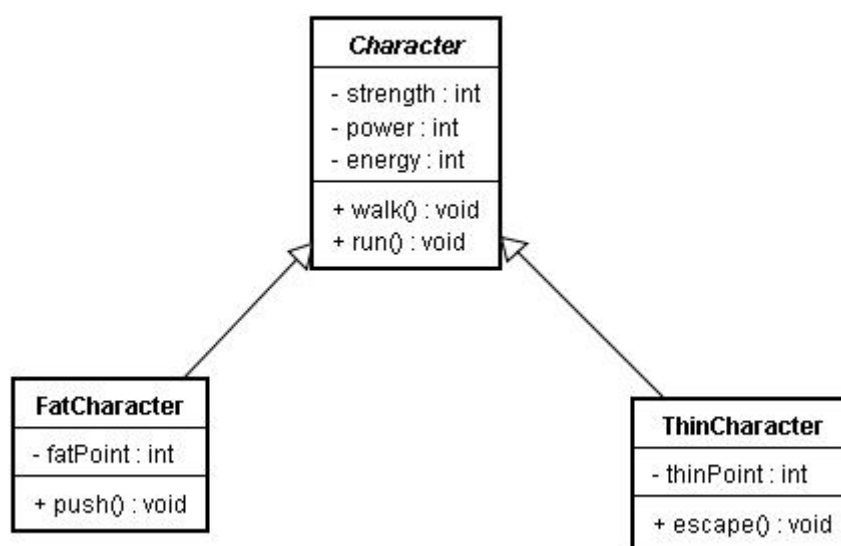 Character
- strength : int
- power : int
- energy : int
+ walk() : void
+ run() : void
FatCharacter
- fatPoint : int
+ push() : void
ThinCharacter
- thinPoint : int
+ escape() : void